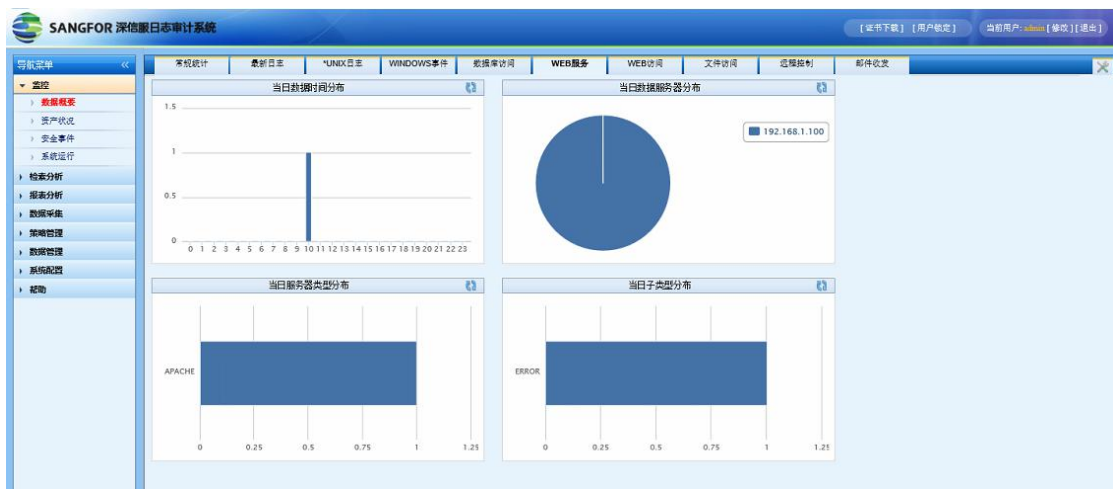 SANGFOR 深信服日志审计系统
[证书下载] [用户锁定] 当前用户:admin[修改][退出]
导航菜单 «
常规统计 最新日志 *UNIX日志 WINDOWS事件 数据库访问 WEB服务 WEB访问 文件访问 远程控制 邮件收发
监控
数据概要
资产状况
安全事件
系统运行
检索分析
报表分析
数据采集
策略管理
数据管理
系统配置
帮助
当日数据时间分布
1.5
1
0.5
0
0 1 2 3 4 5 6 7 8 9 10 11 12 13 14 15 16 17 18 19 20 21 22 23
当日数据服务器分布
192.168.1.100
当日服务器类型分布
APACHE
0 0.25 0.5 0.75 1 1.25
当日子类型分布
ERROR
0 0.25 0.5 0.75 1 1.25